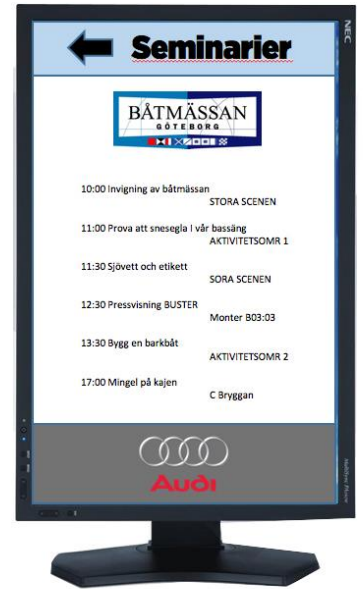 Seminarier
NEC
BÅTMÄSSAN
GÖTEBORG
10:00 Invigning av båtmässan
STORA SCENEN
11:00 Prova att snesegla I vår bassäng
AKTIVITETSOMR 1
11:30 Sjövett och etikett
SORA SCENEN
12:30 Pressvisning BUSTER
Monter B03:03
13:30 Bygg en barkbåt
AKTIVITETSOMR 2
17:00 Mingel på kajen
C Bryggan
Audi